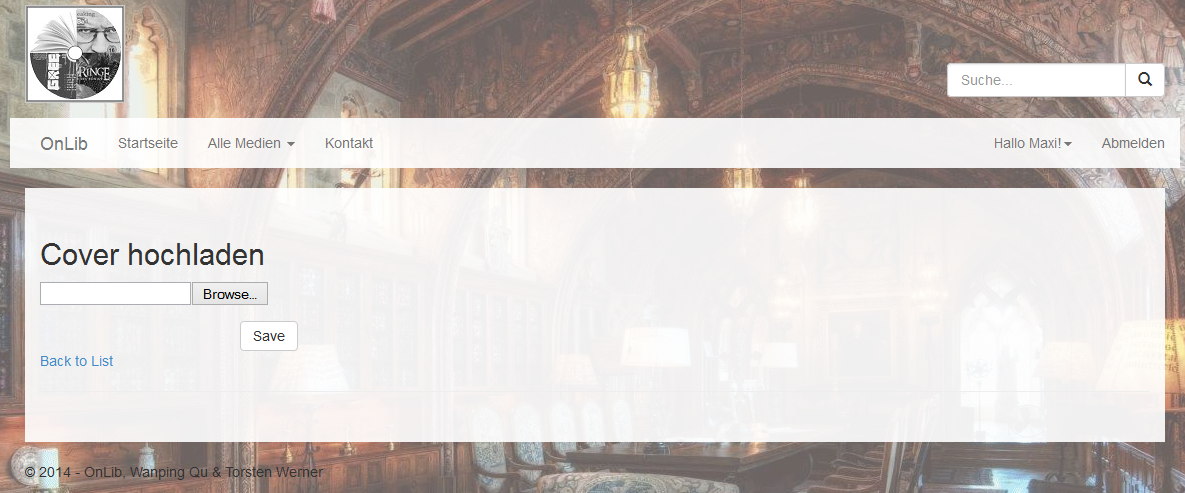 RINGE
Suche...
OnLib Startseite Alle Medien Kontakt Hallo Maxi! Abmelden
Cover hochladen
Browse...
Save
Back to List
© 2014 - OnLib, Wanping Qu & Torsten Werner